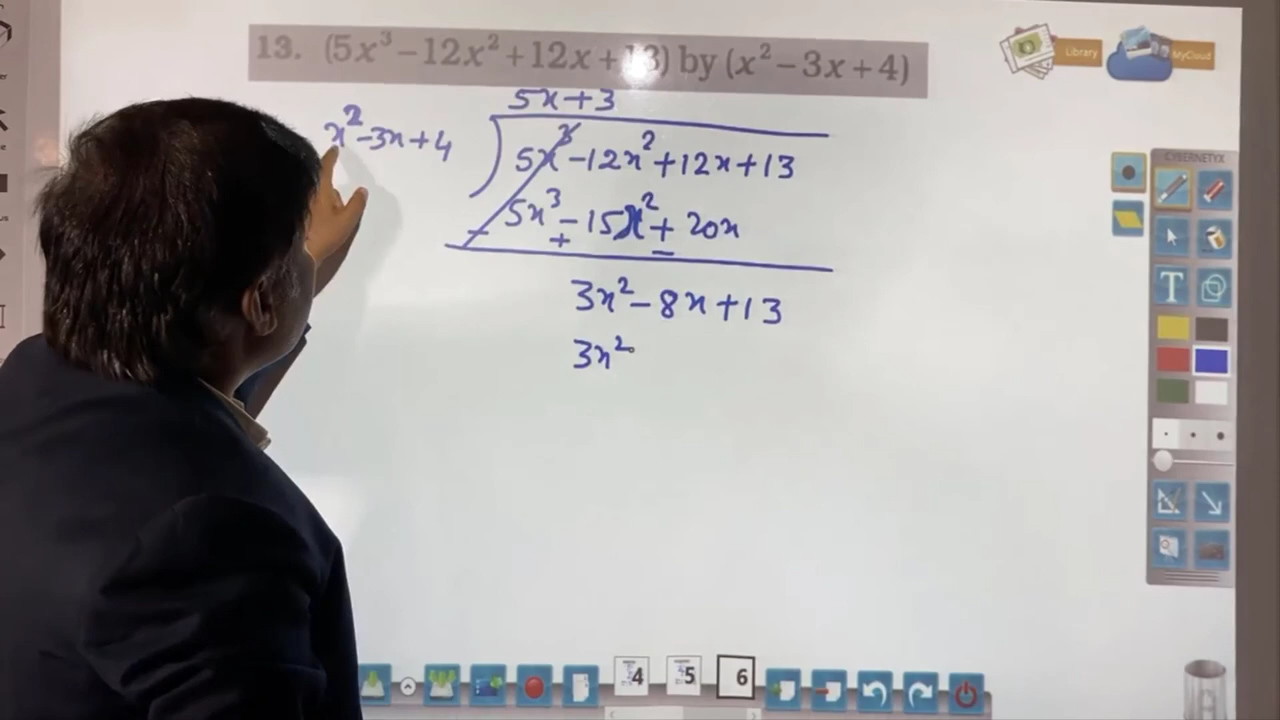 13. (5x³ − 12x² + 12x + 13) by (x² − 3x + 4)
Library
MyCloud
5x+3
x²-3x+4
5x³-12x²+12x+13
5x³-15x²+20x
- + -
3x²-8x+13
3x²
CYBERNETYX
T
4 5 6